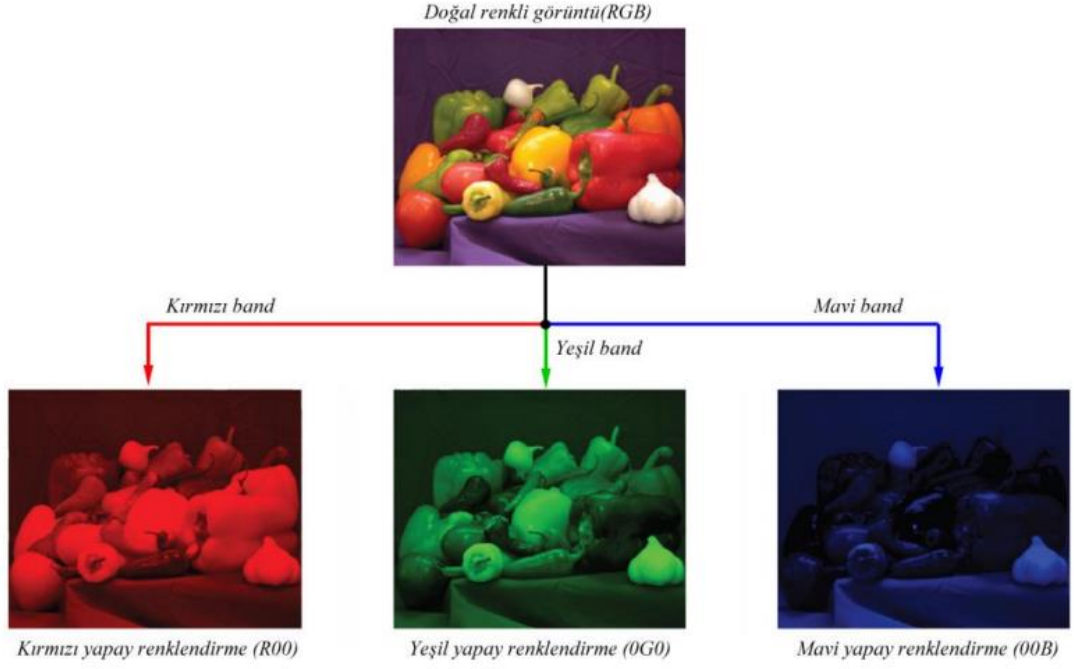 Doğal renkli görüntü(RGB)
Kırmızı band
Mavi band
Yeşil band
Kırmızı yapay renklendirme (R00)
Yeşil yapay renklendirme (0G0)
Mavi yapay renklendirme (00B)